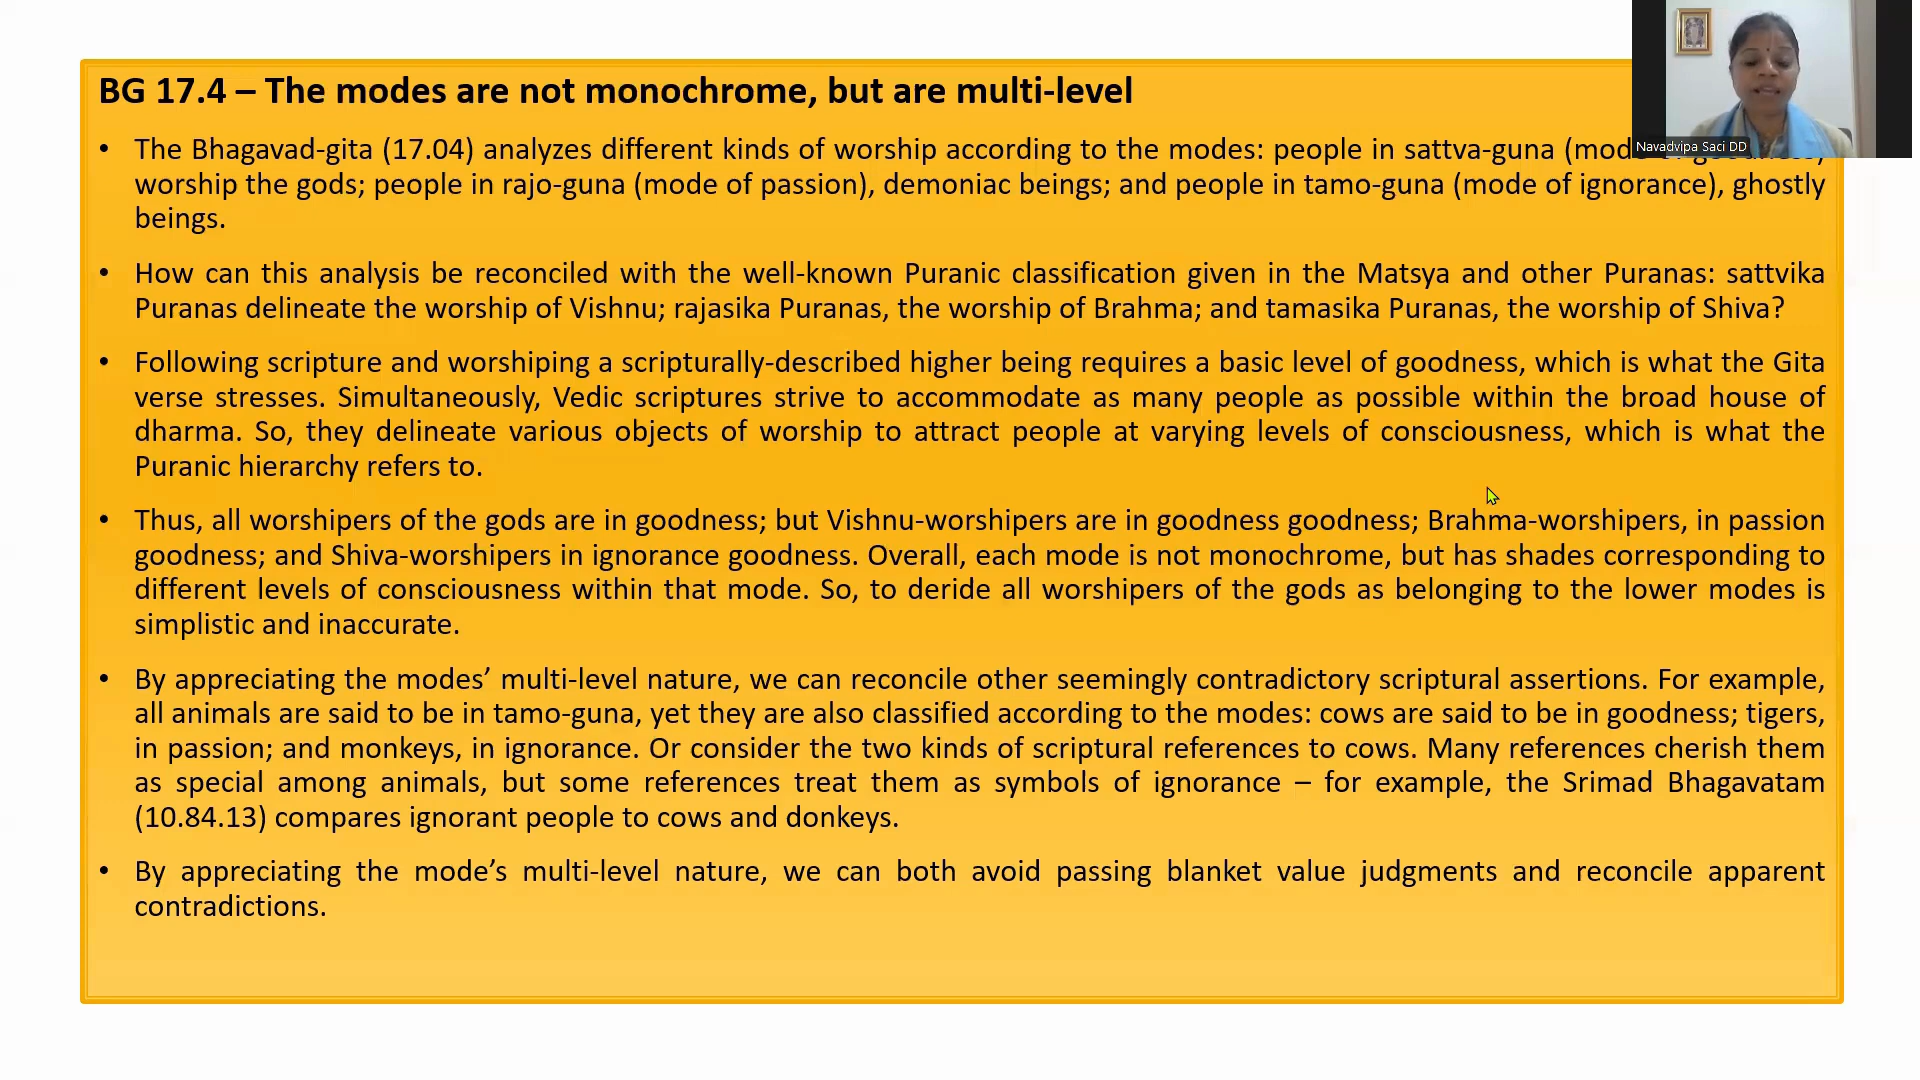 BG 17.4 – The modes are not monochrome, but are multi-level
• The Bhagavad-gita (17.04) analyzes different kinds of worship according to the modes: people in sattva-guna
worship the gods; people in rajo-guna (mode of passion), demoniac beings; and people in tamo-guna (mode of ignorance), ghostly
beings.
• How can this analysis be reconciled with the well-known Puranic classification given in the Matsya and other Puranas: sattvika
Puranas delineate the worship of Vishnu; rajasika Puranas, the worship of Brahma; and tamasika Puranas, the worship of Shiva?
• Following scripture and worshiping a scripturally-described higher being requires a basic level of goodness, which is what the Gita
verse stresses. Simultaneously, Vedic scriptures strive to accommodate as many people as possible within the broad house of
dharma. So, they delineate various objects of worship to attract people at varying levels of consciousness, which is what the
Puranic hierarchy refers to.
• Thus, all worshipers of the gods are in goodness; but Vishnu-worshipers are in goodness goodness; Brahma-worshipers, in passion
goodness; and Shiva-worshipers in ignorance goodness. Overall, each mode is not monochrome, but has shades corresponding to
different levels of consciousness within that mode. So, to deride all worshipers of the gods as belonging to the lower modes is
simplistic and inaccurate.
• By appreciating the modes’ multi-level nature, we can reconcile other seemingly contradictory scriptural assertions. For example,
all animals are said to be in tamo-guna, yet they are also classified according to the modes: cows are said to be in goodness; tigers,
in passion; and monkeys, in ignorance. Or consider the two kinds of scriptural references to cows. Many references cherish them
as special among animals, but some references treat them as symbols of ignorance – for example, the Srimad Bhagavatam
(10.84.13) compares ignorant people to cows and donkeys.
• By appreciating the mode’s multi-level nature, we can both avoid passing blanket value judgments and reconcile apparent
contradictions.
Navadvipa Saci DD